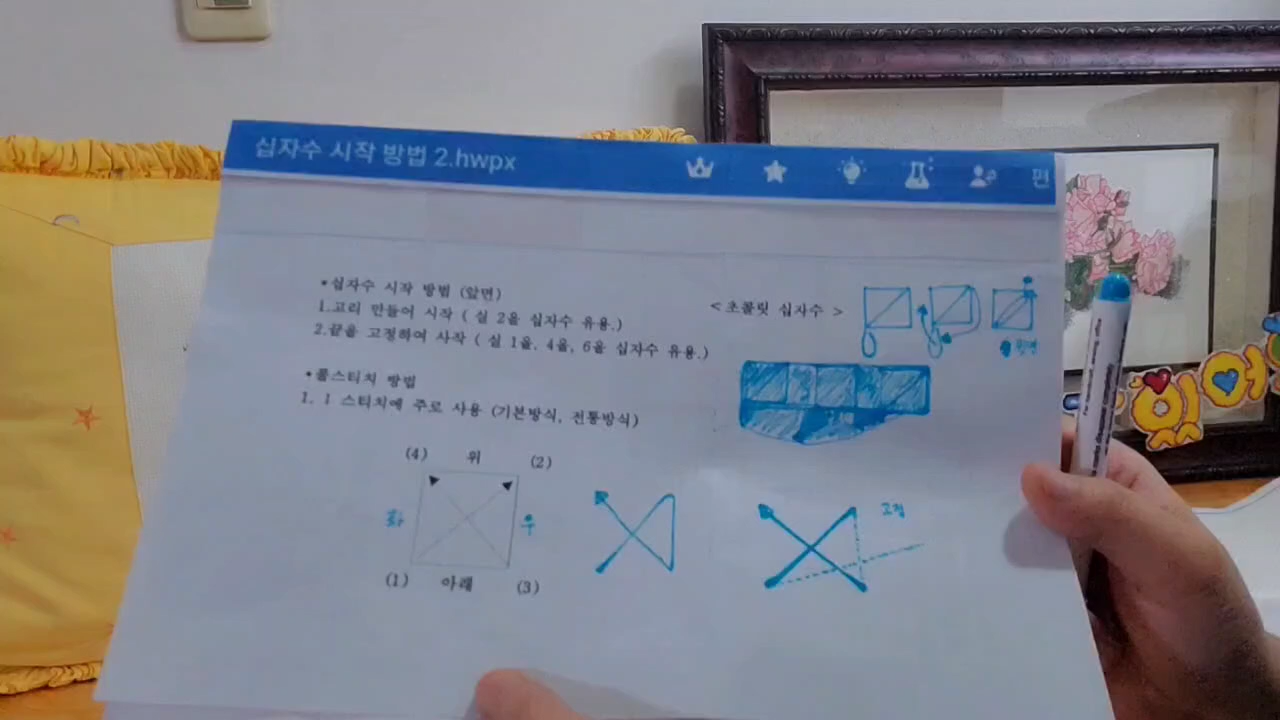 십자수 시작 방법 2.hwpx
편
*십자수 시작 방법 (앞면)
1.고리 만들어 시작 ( 실 2올 십자수 유용.)
2.끝을 고정하여 시작 ( 실 1올, 4올, 6올 십자수 유용.)
< 초콜릿 십자수 >
뒷면
*풀스티치 방법
1. 1 스티치에 주로 사용 (기본방식, 전통방식)
(4) 위 (2)
좌 우
고정
(1) 아래 (3)